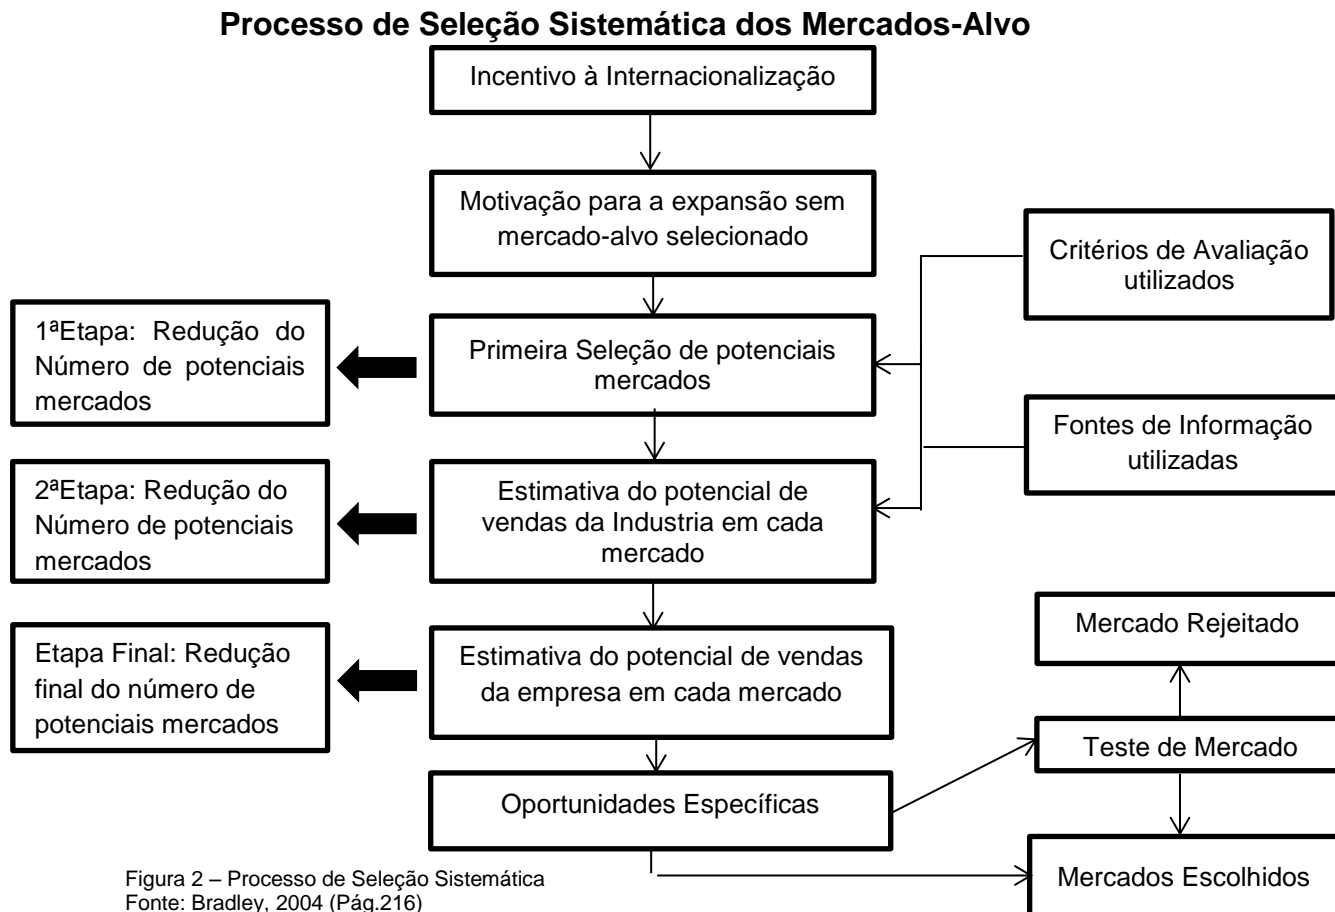 Processo de Seleção Sistemática dos Mercados-Alvo
Incentivo à Internacionalização
Motivação para a expansão sem
mercado-alvo selecionado
Critérios de Avaliação
utilizados
1ªEtapa: Redução do
Número de potenciais
mercados
Primeira Seleção de potenciais
mercados
Fontes de Informação
utilizadas
2ªEtapa: Redução do
Número de potenciais
mercados
Estimativa do potencial de
vendas da Industria em cada
mercado
Mercado Rejeitado
Etapa Final: Redução
final do número de
potenciais mercados
Estimativa do potencial de vendas
da empresa em cada mercado
Teste de Mercado
Oportunidades Específicas
Mercados Escolhidos
Figura 2 – Processo de Seleção Sistemática
Fonte: Bradley, 2004 (Pág.216)